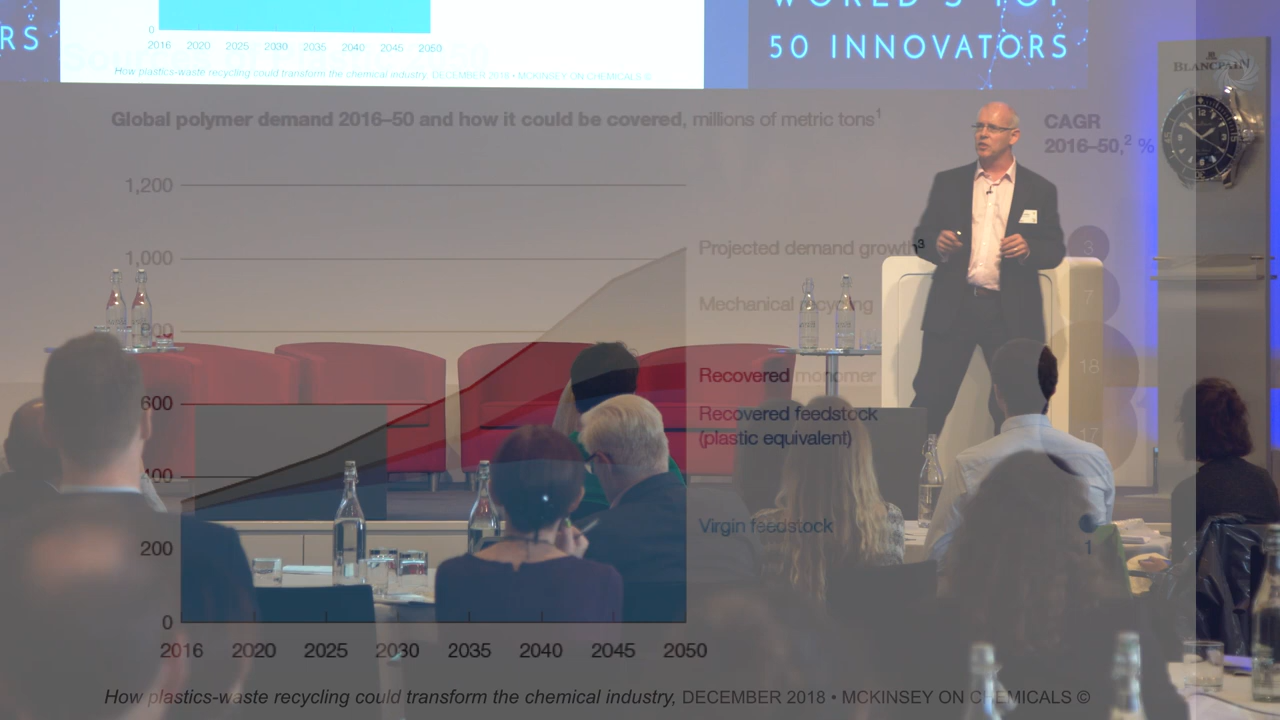 WORLD'S TOP
RS
50 INNOVATORS
0
2016 2020 2025 2030 2035 2040 2045 2050
How plastics-waste recycling could transform the chemical industry, DECEMBER 2018 • MCKINSEY ON CHEMICALS ©
BLANCPAIN
Global polymer demand 2016–50 and how it could be covered, millions of metric tons¹
CAGR
2016–50,² %
1,200
1,000
Projected demand growth³
3
Mechanical recycling
7
800
Recovered monomer
18
600
Recovered feedstock
(plastic equivalent)
17
400
200
Virgin feedstock
1
0
2016 2020 2025 2030 2035 2040 2045 2050
How plastics-waste recycling could transform the chemical industry, DECEMBER 2018 • MCKINSEY ON CHEMICALS ©